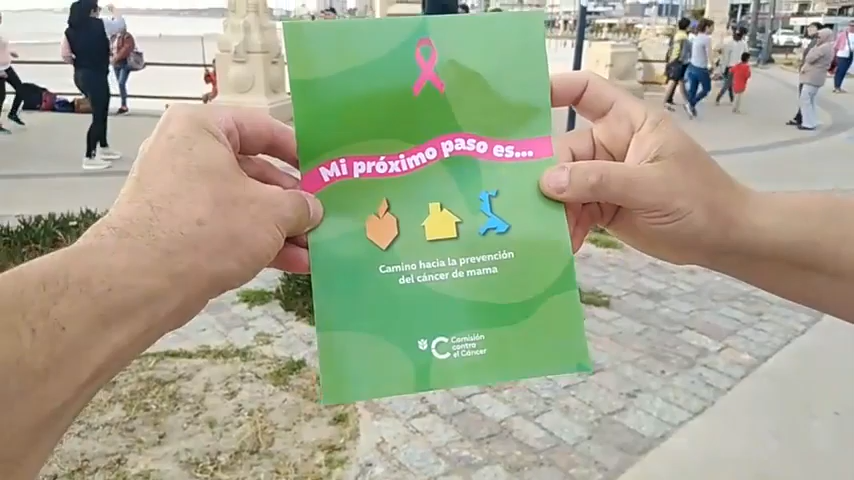 Mi próximo paso es...
Camino hacia la prevención
del cáncer de mama
Comisión
contra
el Cáncer